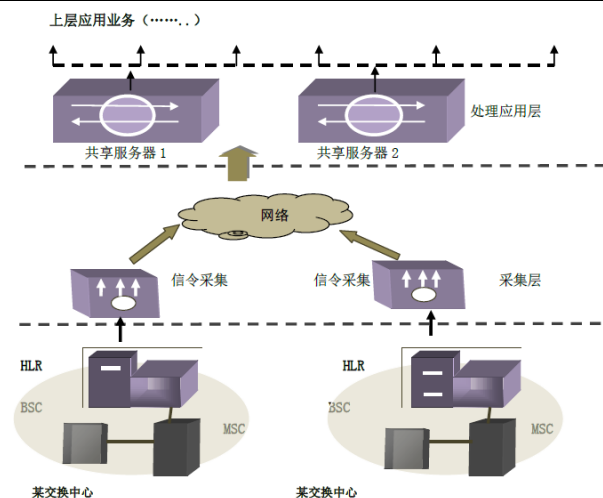 上层应用业务（……..）
处理应用层
共享服务器 1
共享服务器 2
网络
信令采集
信令采集
采集层
HLR
HLR
BSC
BSC
MSC
MSC
某交换中心
某交换中心